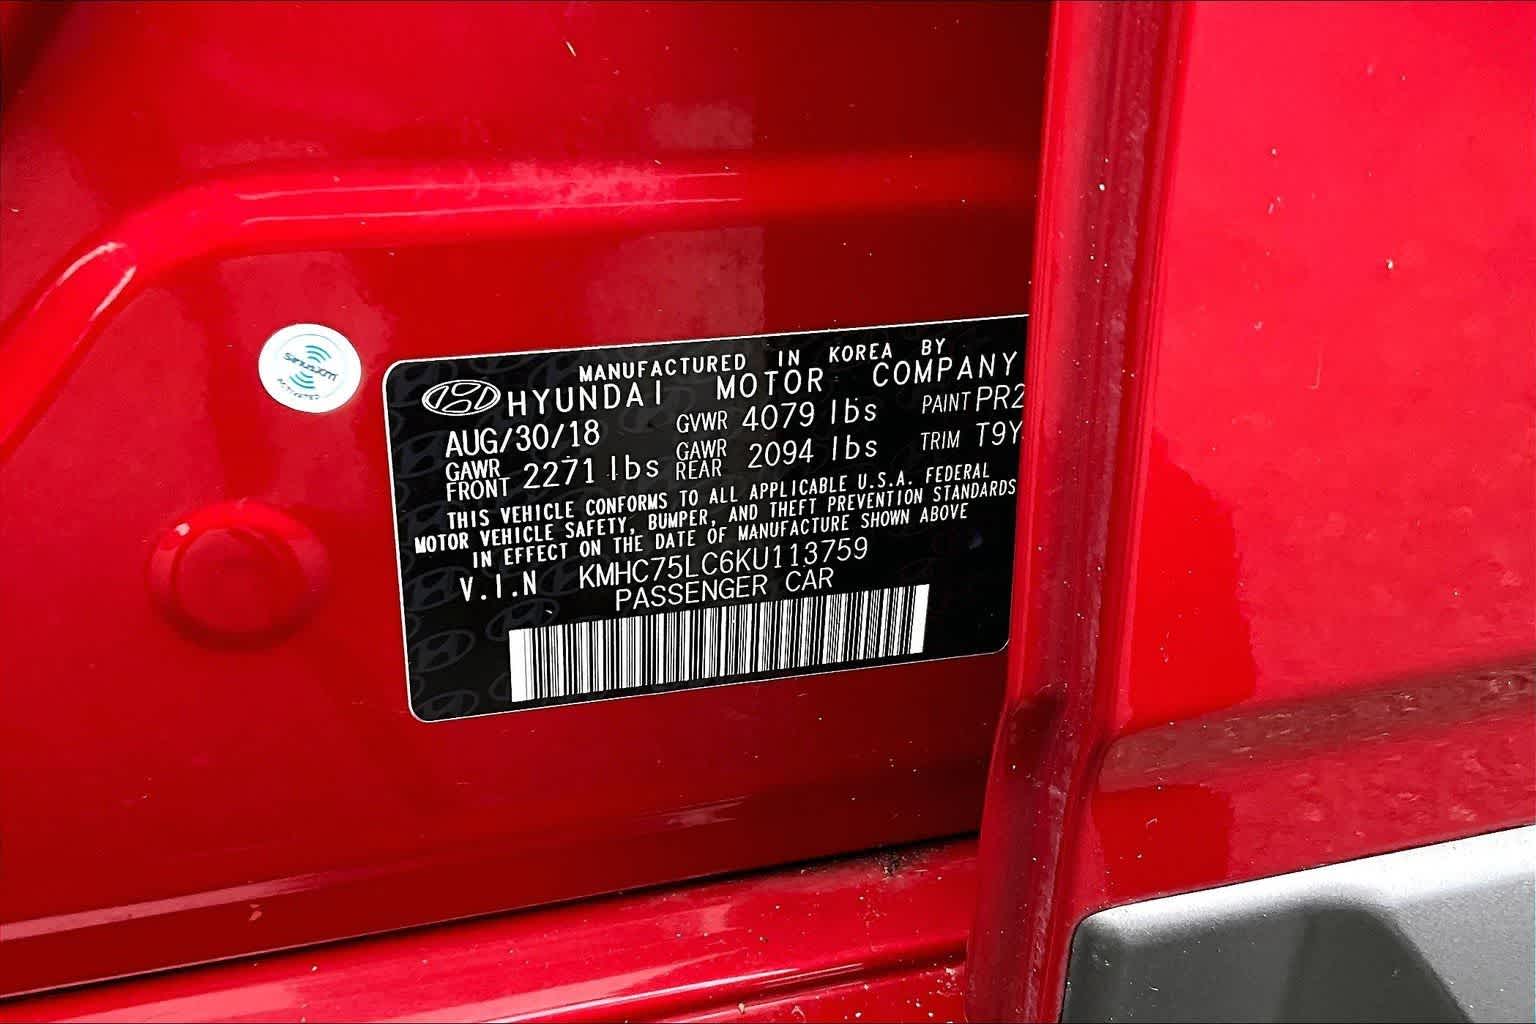 MANUFACTURED IN KOREA BY
HYUNDAI MOTOR COMPANY
AUG/30/18 GVWR 4079 lbs PAINT PR2
GAWR FRONT 2271 lbs GAWR REAR 2094 lbs TRIM T9Y
THIS VEHICLE CONFORMS TO ALL APPLICABLE U.S.A. FEDERAL
MOTOR VEHICLE SAFETY, BUMPER, AND THEFT PREVENTION STANDARDS
IN EFFECT ON THE DATE OF MANUFACTURE SHOWN ABOVE
V.I.N KMHC75LC6KU113759
PASSENGER CAR
siriusxm
ACTIVATED